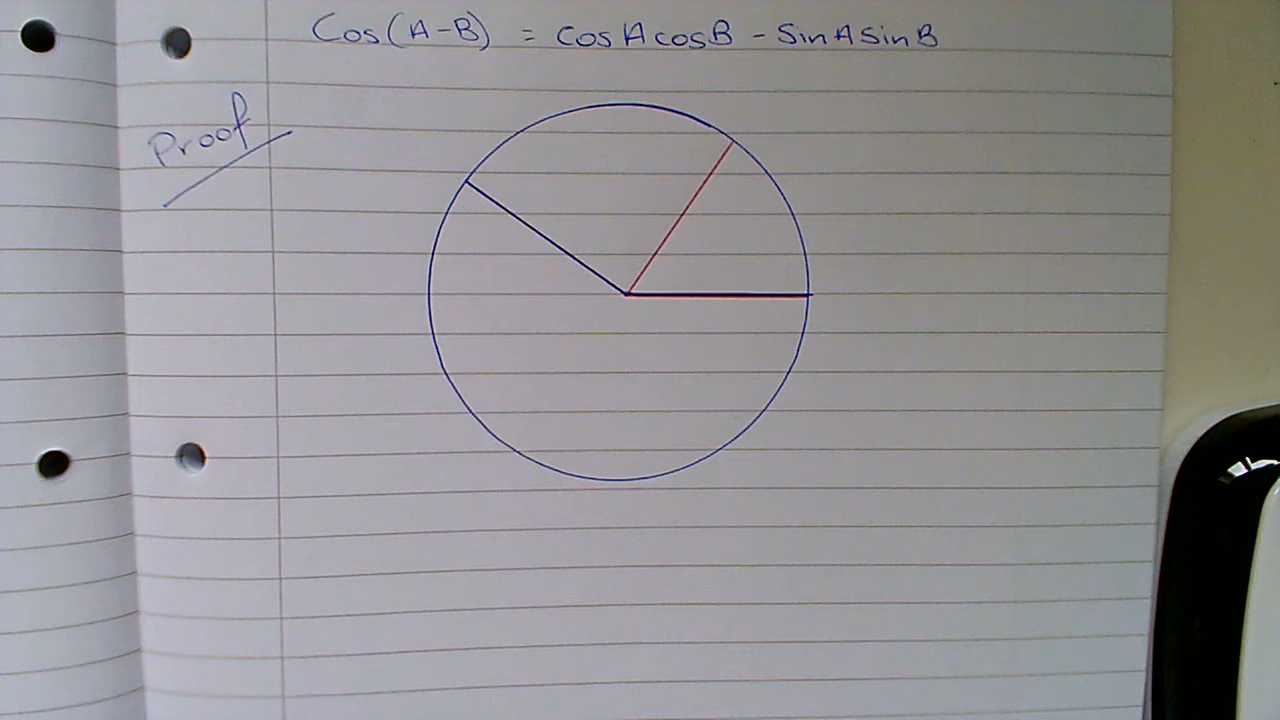 Cos(A-B) = cosAcosB - SinASinB
Proof